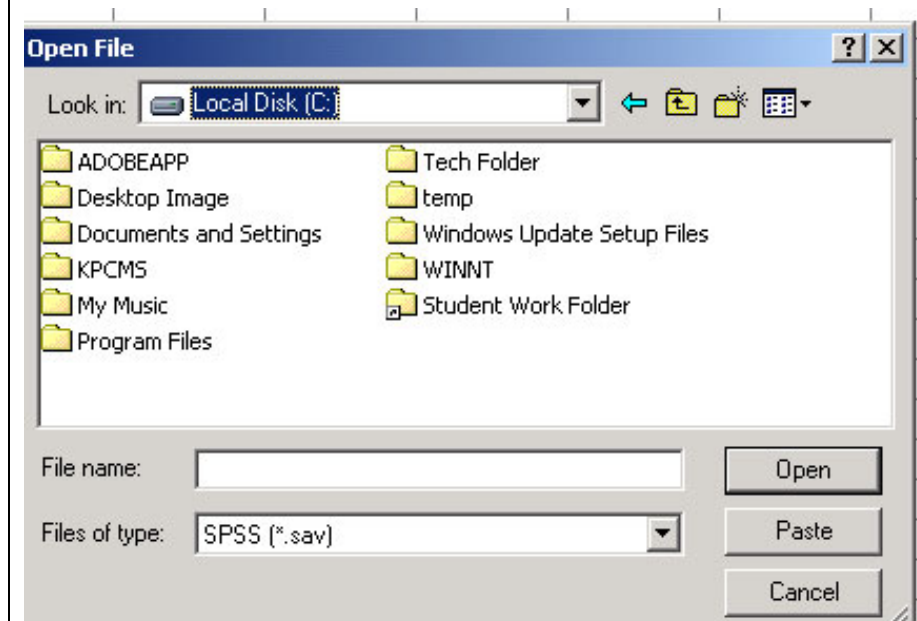 Open File
Look in: Local Disk (C:)
ADOBEAPP
Desktop Image
Documents and Settings
KPCMS
My Music
Program Files
Tech Folder
temp
Windows Update Setup Files
WINNT
Student Work Folder
File name:
Open
Files of type: SPSS (*.sav)
Paste
Cancel